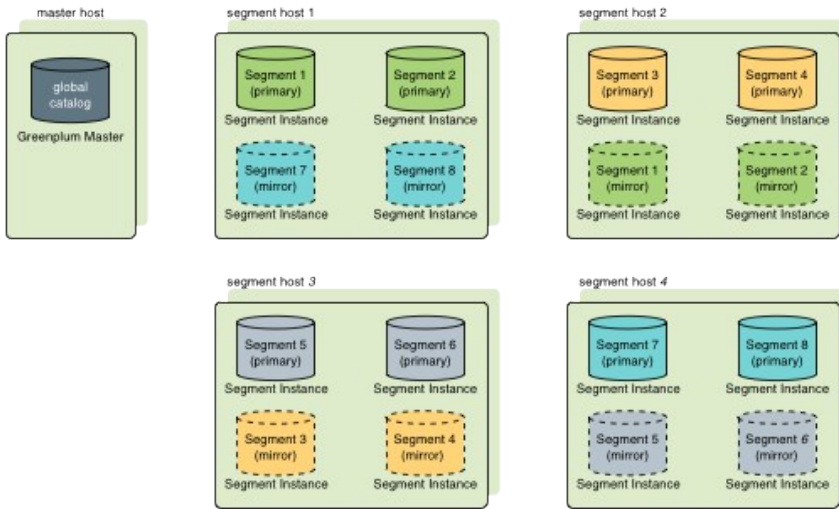 master host
global
catalog
Greenplum Master
segment host 1
Segment 1
(primary)
Segment Instance
Segment 2
(primary)
Segment Instance
Segment 7
(mirror)
Segment Instance
Segment 8
(mirror)
Segment Instance
segment host 2
Segment 3
(primary)
Segment Instance
Segment 4
(primary)
Segment Instance
Segment 1
(mirror)
Segment Instance
Segment 2
(mirror)
Segment Instance
segment host 3
Segment 5
(primary)
Segment Instance
Segment 6
(primary)
Segment Instance
Segment 3
(mirror)
Segment Instance
Segment 4
(mirror)
Segment Instance
segment host 4
Segment 7
(primary)
Segment Instance
Segment 8
(primary)
Segment Instance
Segment 5
(mirror)
Segment Instance
Segment 6
(mirror)
Segment Instance